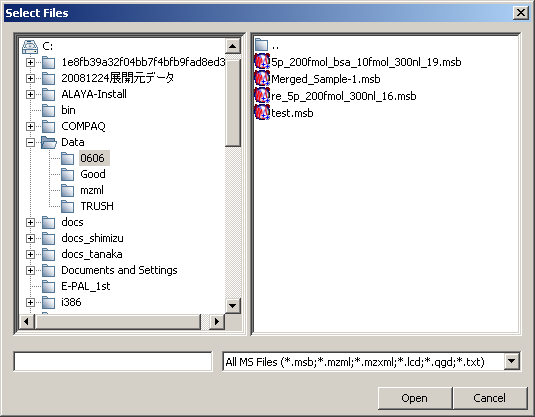 Select Files
C:
1e8fb39a32f04bb7f4bfb9fad8ed3
20081224展開元データ
ALAYA-Install
bin
COMPAQ
Data
0606
Good
mzml
TRUSH
docs
docs_shimizu
docs_tanaka
Documents and Settings
E-PAL_1st
i386
..
5p_200fmol_bsa_10fmol_300nl_19.msb
Merged_Sample-1.msb
re_5p_200fmol_300nl_16.msb
test.msb
All MS Files (*.msb;*.mzml;*.mzxml;*.lcd;*.qgd;*.txt)
Open
Cancel